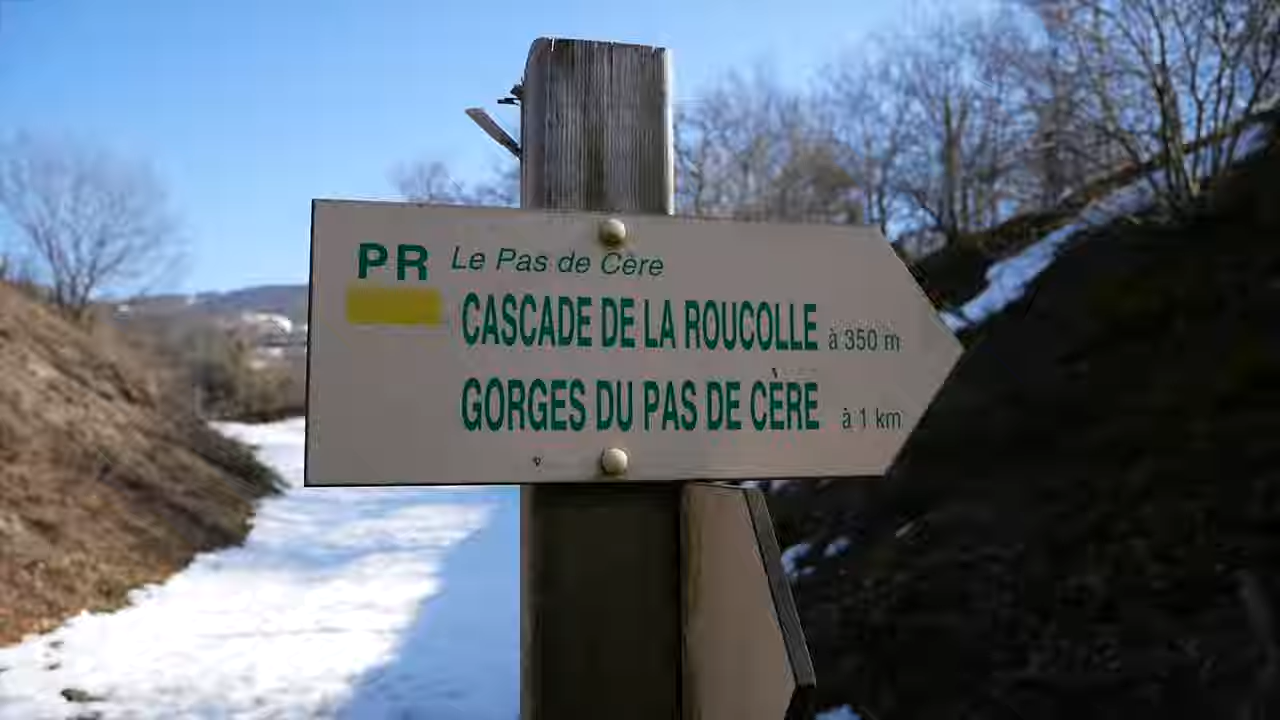 PR Le Pas de Cère
CASCADE DE LA ROUCOLLE à 350 m
GORGES DU PAS DE CÈRE à 1 km